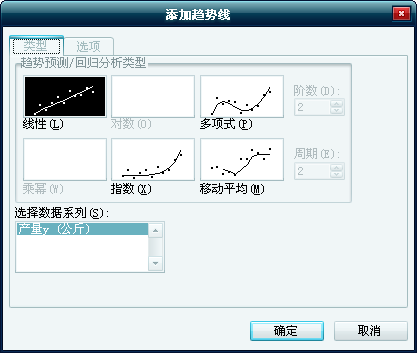 添加趋势线
类型 选项
趋势预测/回归分析类型
线性(L) 对数(O) 多项式(P) 阶数(D):
2
乘幂(W) 指数(X) 移动平均(M) 周期(E):
2
选择数据系列(S):
产量y (公斤)
确定 取消